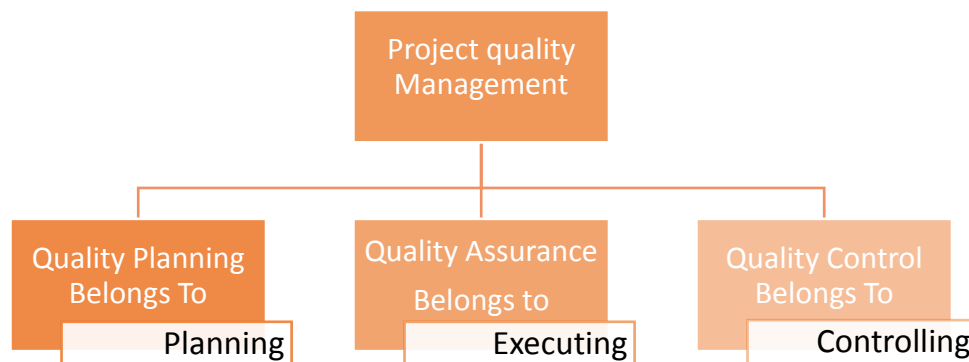 Project quality
Management
Quality Planning
Belongs To
Planning
Quality Assurance
Belongs to
Executing
Quality Control
Belongs To
Controlling